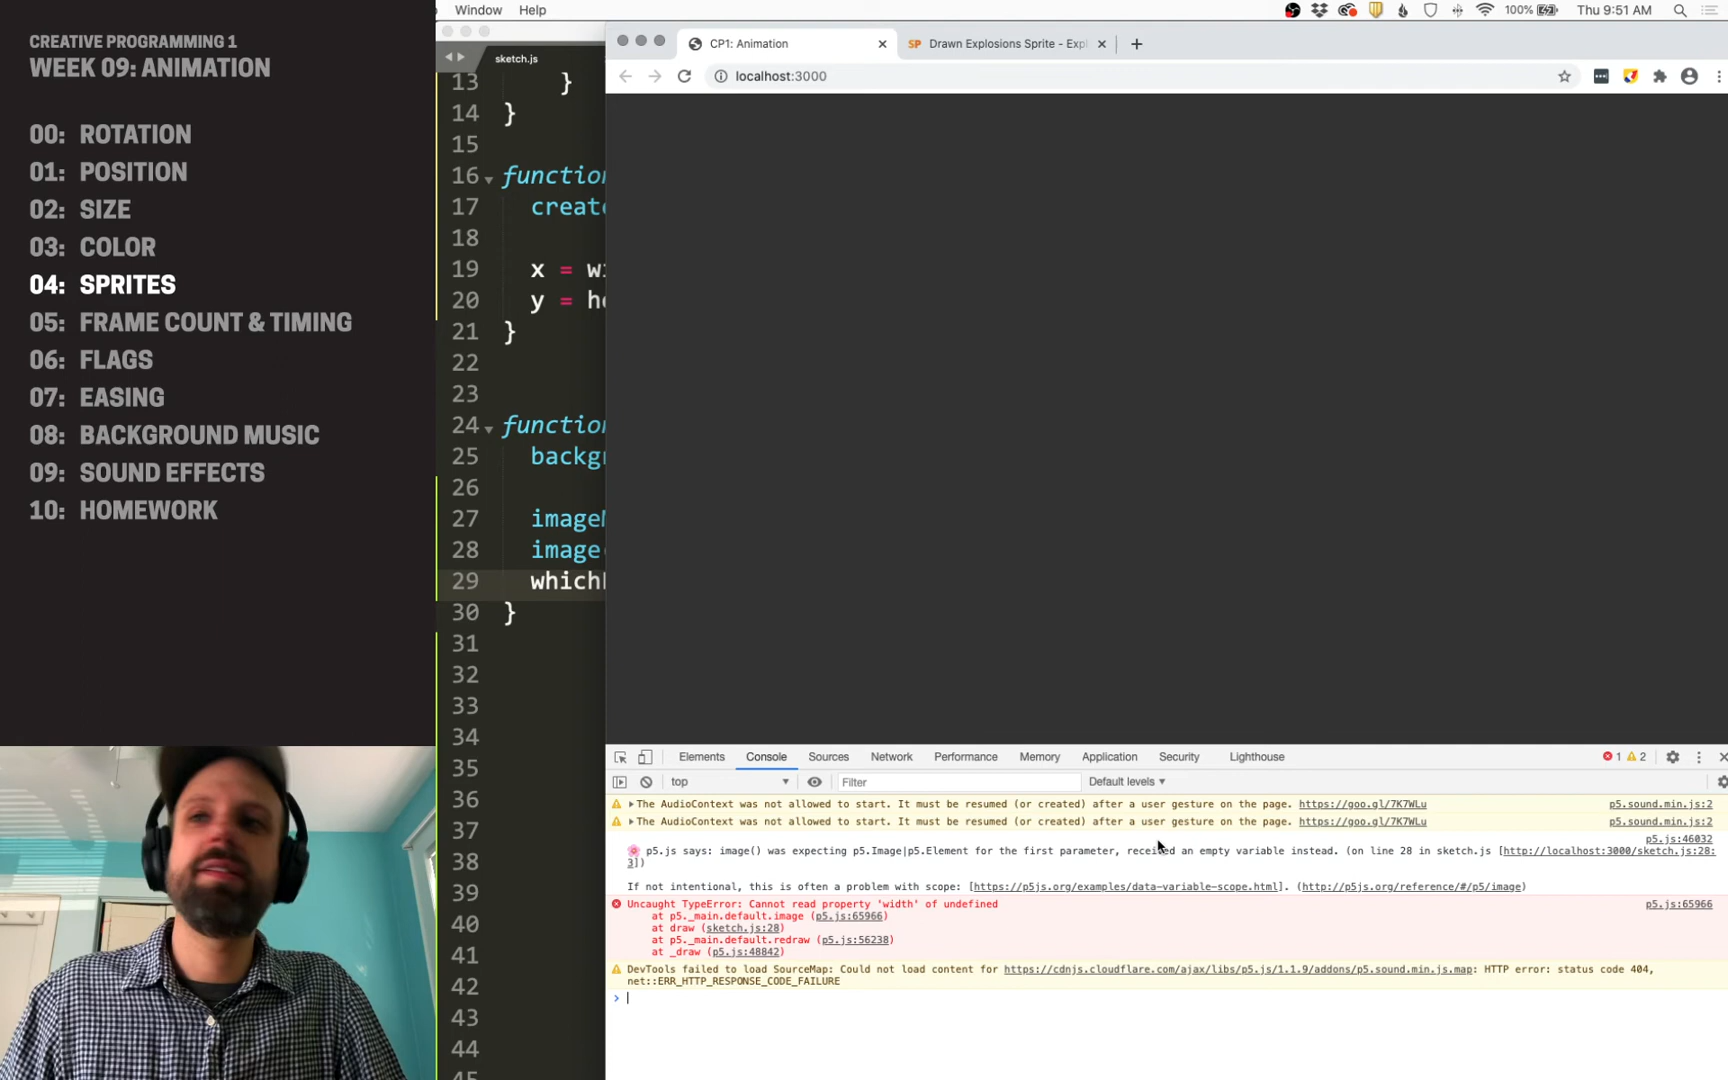 CREATIVE PROGRAMMING 1
WEEK 09: ANIMATION
00: ROTATION
01: POSITION
02: SIZE
03: COLOR
04: SPRITES
05: FRAME COUNT & TIMING
06: FLAGS
07: EASING
08: BACKGROUND MUSIC
09: SOUND EFFECTS
10: HOMEWORK
Window Help
100% Thu 9:51 AM
sketch.js
13 }
14 }
15
16 function
17 create
18
19 x = wi
20 y = he
21 }
22
23
24 function
25 backgr
26
27 imageM
28 image(
29 whichF
30 }
31
32
33
34
35
36
37
38
39
40
41
42
43
44
45
CP1: Animation
SP Drawn Explosions Sprite - Expl
localhost:3000
Elements Console Sources Network Performance Memory Application Security Lighthouse 1 2
top Filter Default levels
The AudioContext was not allowed to start. It must be resumed (or created) after a user gesture on the page. https://goo.gl/7K7WLu p5.sound.min.js:2
The AudioContext was not allowed to start. It must be resumed (or created) after a user gesture on the page. https://goo.gl/7K7WLu p5.sound.min.js:2
p5.js:46032
p5.js says: image() was expecting p5.Image|p5.Element for the first parameter, received an empty variable instead. (on line 28 in sketch.js [http://localhost:3000/sketch.js:28:
3])
If not intentional, this is often a problem with scope: [https://p5js.org/examples/data-variable-scope.html]. (http://p5js.org/reference/#/p5/image)
Uncaught TypeError: Cannot read property 'width' of undefined p5.js:65966
at p5._main.default.image (p5.js:65966)
at draw (sketch.js:28)
at p5._main.default.redraw (p5.js:56238)
at _draw (p5.js:48842)
DevTools failed to load SourceMap: Could not load content for https://cdnjs.cloudflare.com/ajax/libs/p5.js/1.1.9/addons/p5.sound.min.js.map: HTTP error: status code 404,
net::ERR_HTTP_RESPONSE_CODE_FAILURE